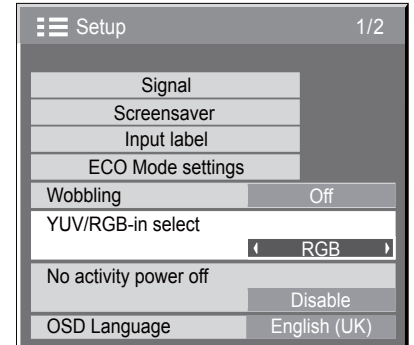 Setup 1/2
Signal
Screensaver
Input label
ECO Mode settings
Wobbling Off
YUV/RGB-in select
RGB
No activity power off
Disable
OSD Language English (UK)